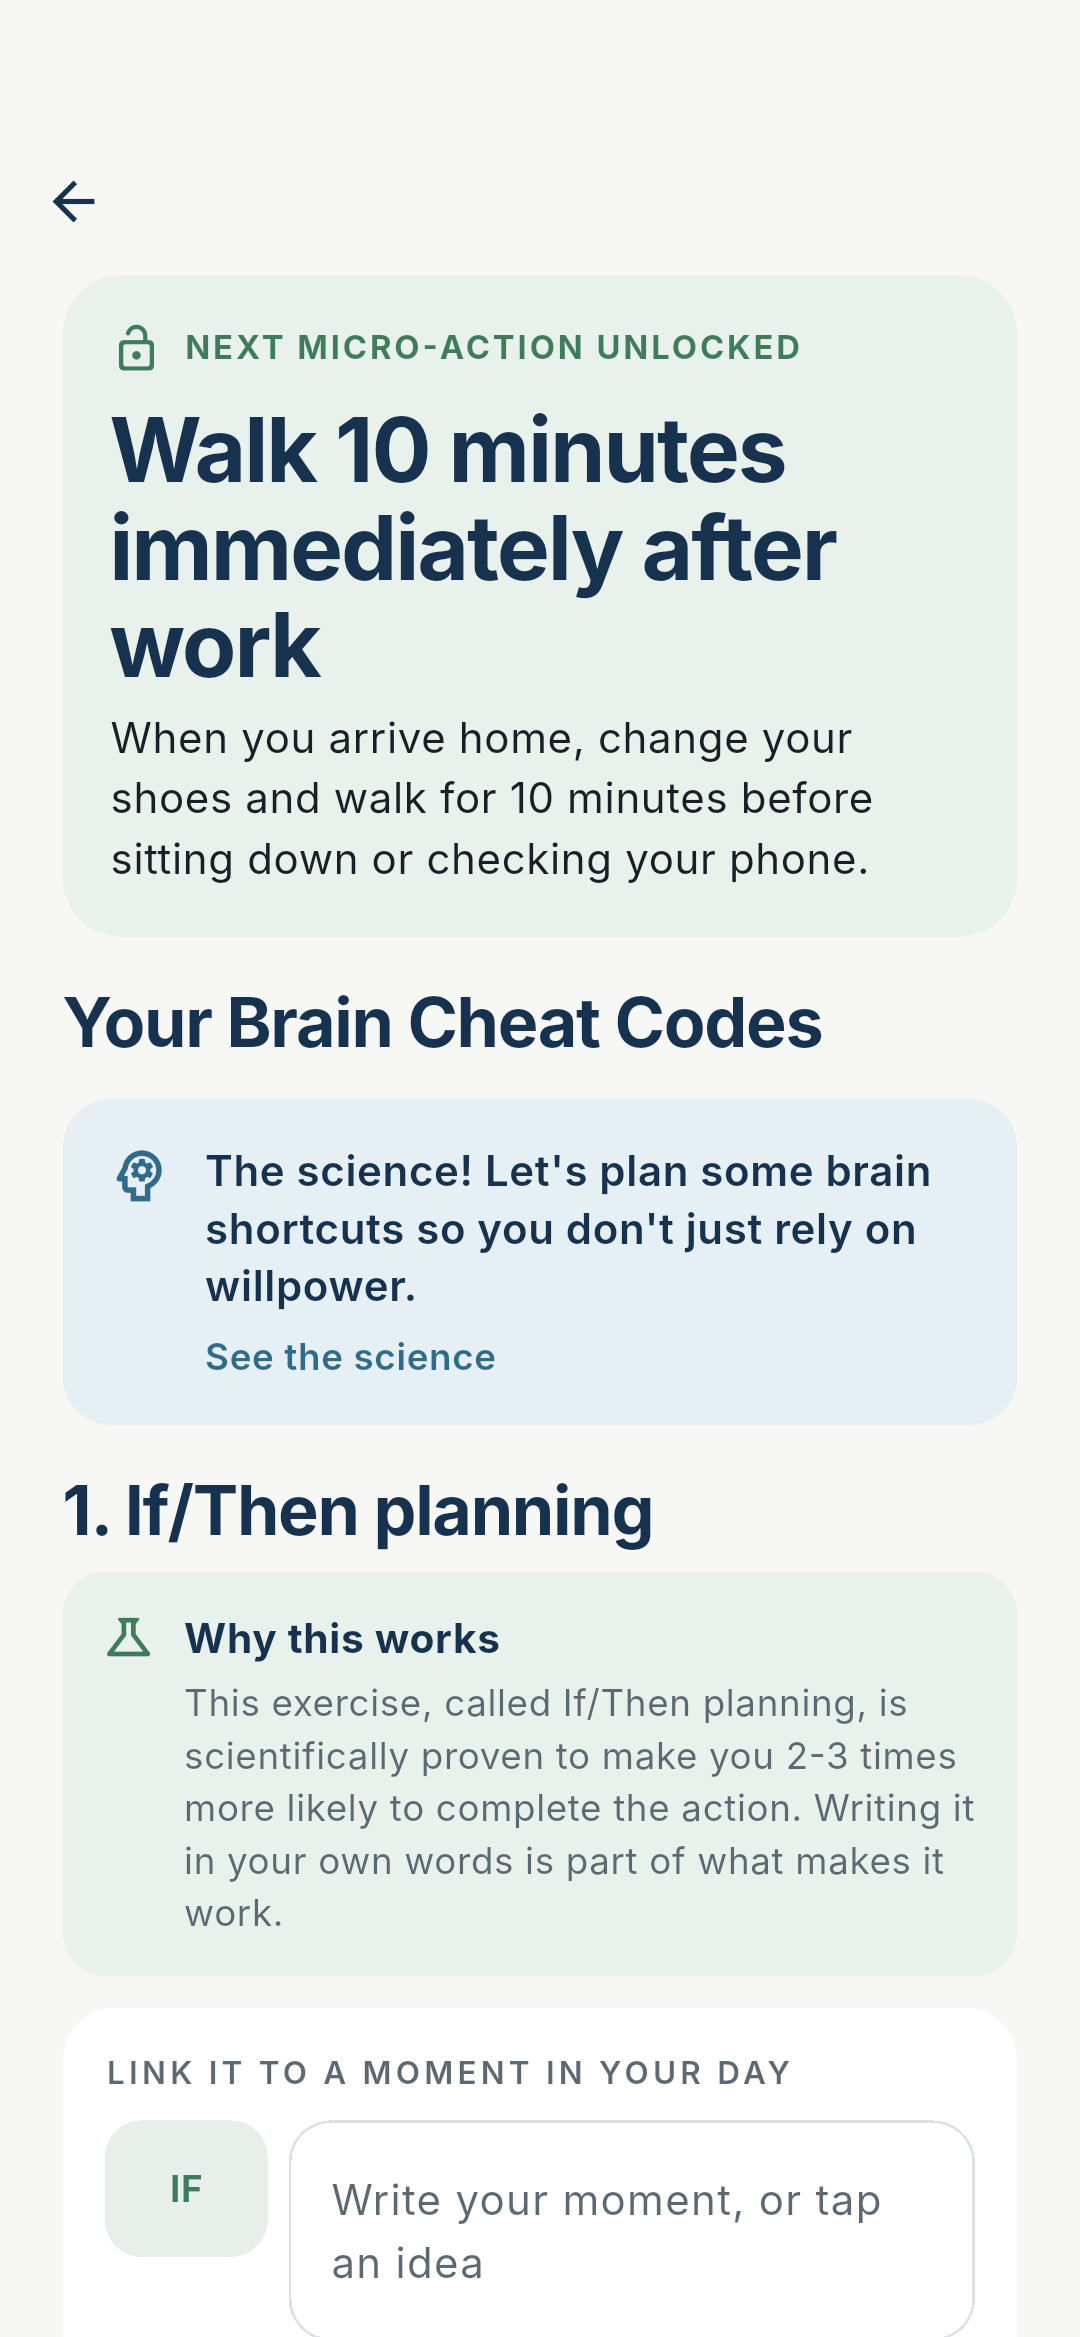 NEXT MICRO-ACTION UNLOCKED
Walk 10 minutes
immediately after
work
When you arrive home, change your
shoes and walk for 10 minutes before
sitting down or checking your phone.
Your Brain Cheat Codes
The science! Let's plan some brain
shortcuts so you don't just rely on
willpower.
See the science
1. If/Then planning
Why this works
This exercise, called If/Then planning, is
scientifically proven to make you 2-3 times
more likely to complete the action. Writing it
in your own words is part of what makes it
work.
LINK IT TO A MOMENT IN YOUR DAY
IF
Write your moment, or tap
an idea